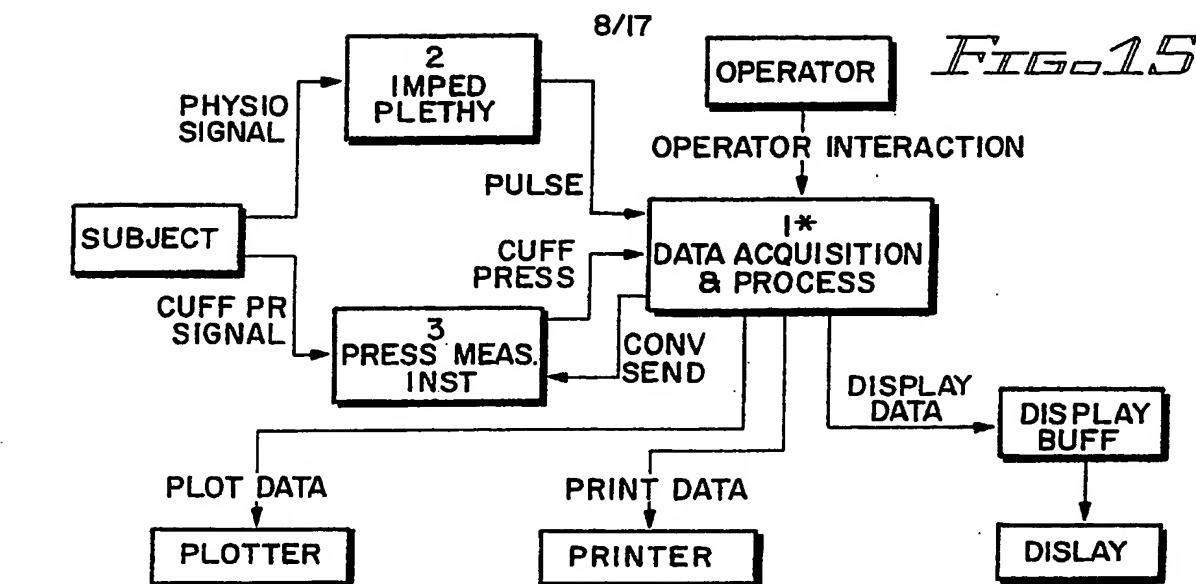 8/17
FIG. 15
2
IMPED
PLETHY
OPERATOR
PHYSIO
SIGNAL
OPERATOR INTERACTION
PULSE
SUBJECT
1*
DATA ACQUISITION
& PROCESS
CUFF
PRESS
CUFF PR
SIGNAL
3
PRESS MEAS.
INST
CONV
SEND
DISPLAY
DATA
DISPLAY
BUFF
PLOT DATA
PRINT DATA
PLOTTER
PRINTER
DISLAY